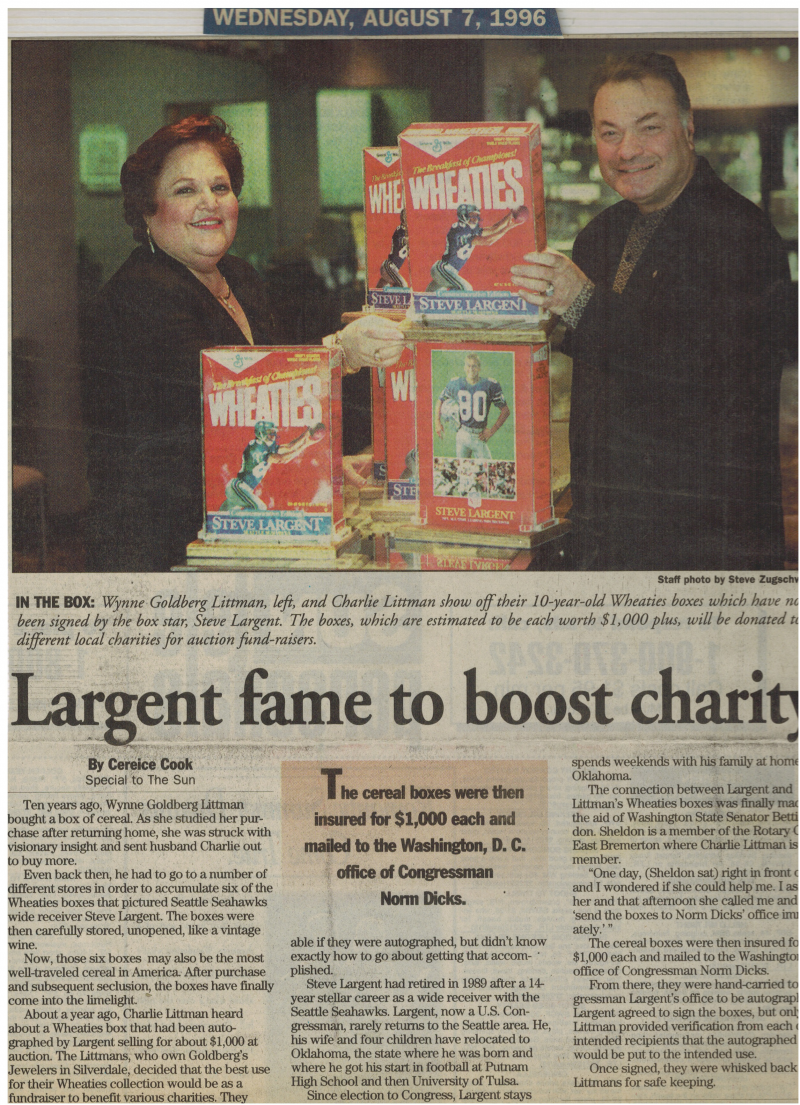 WEDNESDAY, AUGUST 7, 1996
The Breakfast of Champions!
WHEATIES
STEVE LARGENT
WHE
STEVE L
The Breakfast of Champions!
WHEATIES
STEVE LARGENT
WH
STE
80
STEVE LARGENT
Staff photo by Steve Zugschw
IN THE BOX: Wynne Goldberg Littman, left, and Charlie Littman show off their 10-year-old Wheaties boxes which have no
been signed by the box star, Steve Largent. The boxes, which are estimated to be each worth $1,000 plus, will be donated t
different local charities for auction fund-raisers.
Largent fame to boost charity
By Cereice Cook
Special to The Sun
Ten years ago, Wynne Goldberg Littman
bought a box of cereal. As she studied her pur-
chase after returning home, she was struck with
visionary insight and sent husband Charlie out
to buy more.
Even back then, he had to go to a number of
different stores in order to accumulate six of the
Wheaties boxes that pictured Seattle Seahawks
wide receiver Steve Largent. The boxes were
then carefully stored, unopened, like a vintage
wine.
Now, those six boxes may also be the most
well-traveled cereal in America. After purchase
and subsequent seclusion, the boxes have finally
come into the limelight.
About a year ago, Charlie Littman heard
about a Wheaties box that had been auto-
graphed by Largent selling for about $1,000 at
auction. The Littmans, who own Goldberg's
Jewelers in Silverdale, decided that the best use
for their Wheaties collection would be as a
fundraiser to benefit various charities. They
The cereal boxes were then
insured for $1,000 each and
mailed to the Washington, D. C.
office of Congressman
Norm Dicks.
able if they were autographed, but didn't know
exactly how to go about getting that accom-
plished.
Steve Largent had retired in 1989 after a 14-
year stellar career as a wide receiver with the
Seattle Seahawks. Largent, now a U.S. Con-
gressman, rarely returns to the Seattle area. He,
his wife and four children have relocated to
Oklahoma, the state where he was born and
where he got his start in football at Putnam
High School and then University of Tulsa.
Since election to Congress, Largent stays
spends weekends with his family at home
Oklahoma.
The connection between Largent and
Littman's Wheaties boxes was finally mad
the aid of Washington State Senator Betti
don. Sheldon is a member of the Rotary C
East Bremerton where Charlie Littman is
member.
"One day, (Sheldon sat) right in front o
and I wondered if she could help me. I as
her and that afternoon she called me and
'send the boxes to Norm Dicks' office im
ately.' "
The cereal boxes were then insured fo
$1,000 each and mailed to the Washington
office of Congressman Norm Dicks.
From there, they were hand-carried to
gressman Largent's office to be autograp
Largent agreed to sign the boxes, but onl
Littman provided verification from each
intended recipients that the autographed
would be put to the intended use.
Once signed, they were whisked back
Littmans for safe keeping.